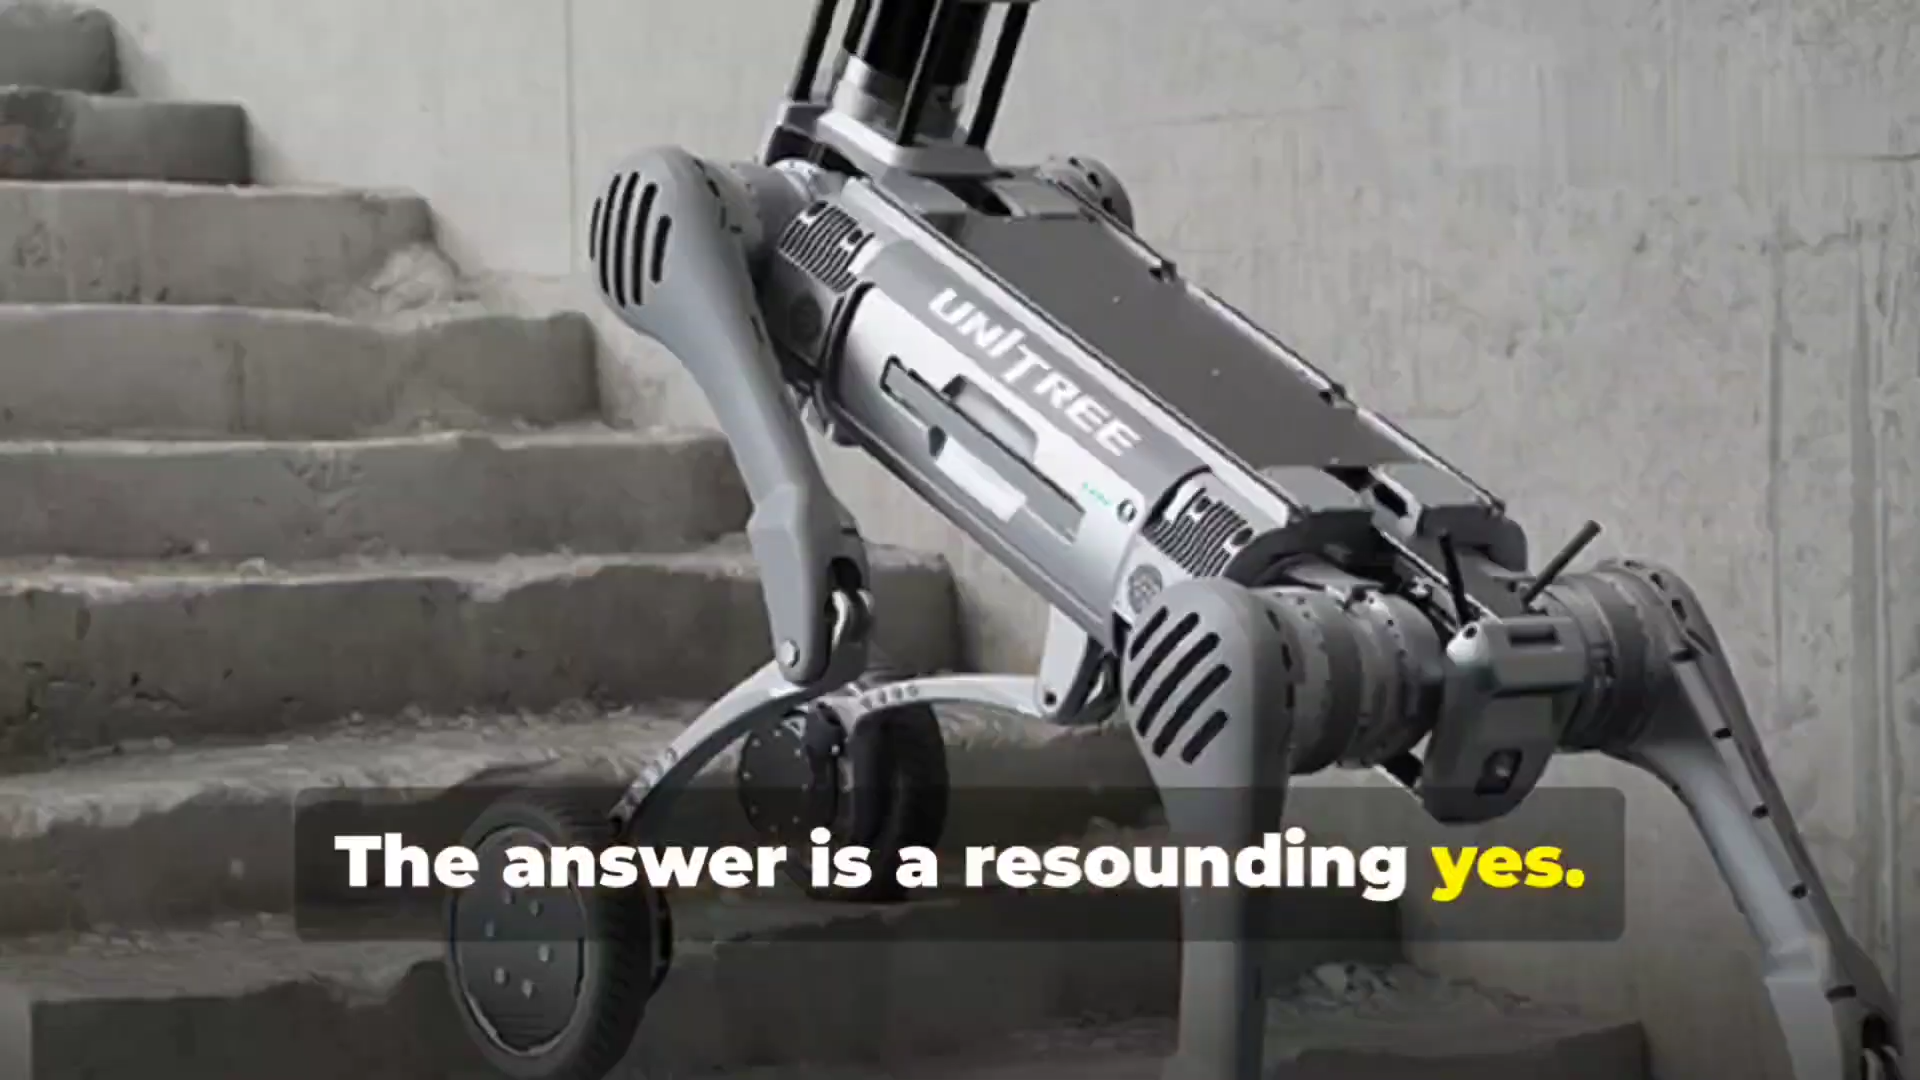 UNITREE
The answer is a resounding yes.